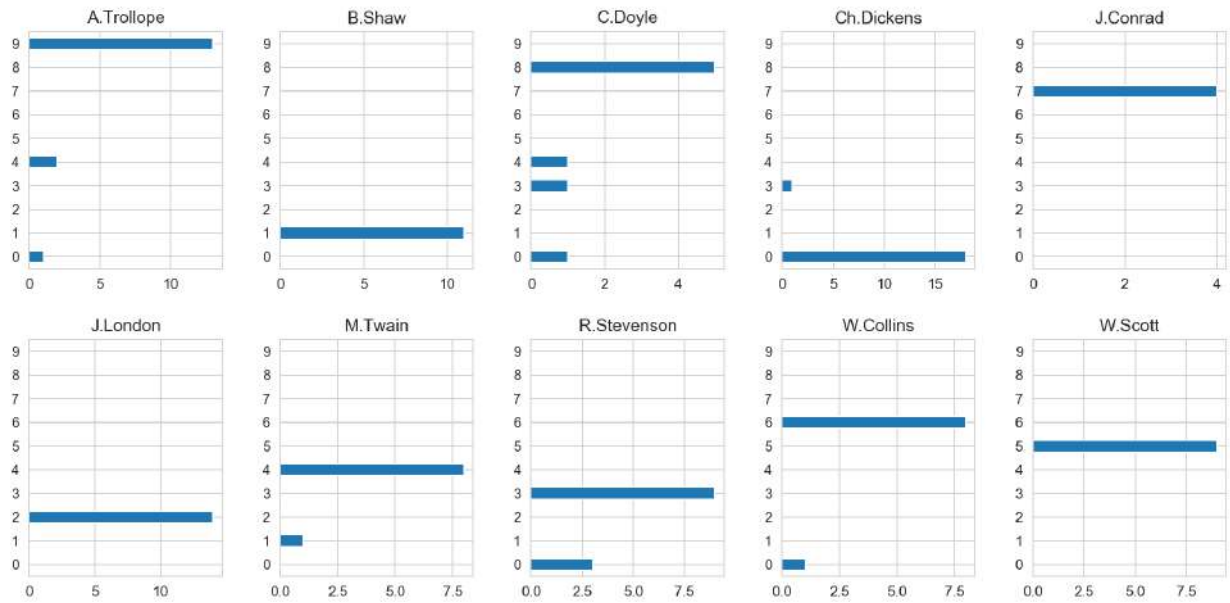 A.Trollope B.Shaw C.Doyle Ch.Dickens J.Conrad
9 9 9 9 9
8 8 8 8 8
7 7 7 7 7
6 6 6 6 6
5 5 5 5 5
4 4 4 4 4
3 3 3 3 3
2 2 2 2 2
1 1 1 1 1
0 0 0 0 0
0 5 10 0 5 10 0 2 4 0 5 10 15 0 2 4
J.London M.Twain R.Stevenson W.Collins W.Scott
9 9 9 9 9
8 8 8 8 8
7 7 7 7 7
6 6 6 6 6
5 5 5 5 5
4 4 4 4 4
3 3 3 3 3
2 2 2 2 2
1 1 1 1 1
0 0 0 0 0
0 5 10 0.0 2.5 5.0 7.5 0.0 2.5 5.0 7.5 0.0 2.5 5.0 7.5 0.0 2.5 5.0 7.5